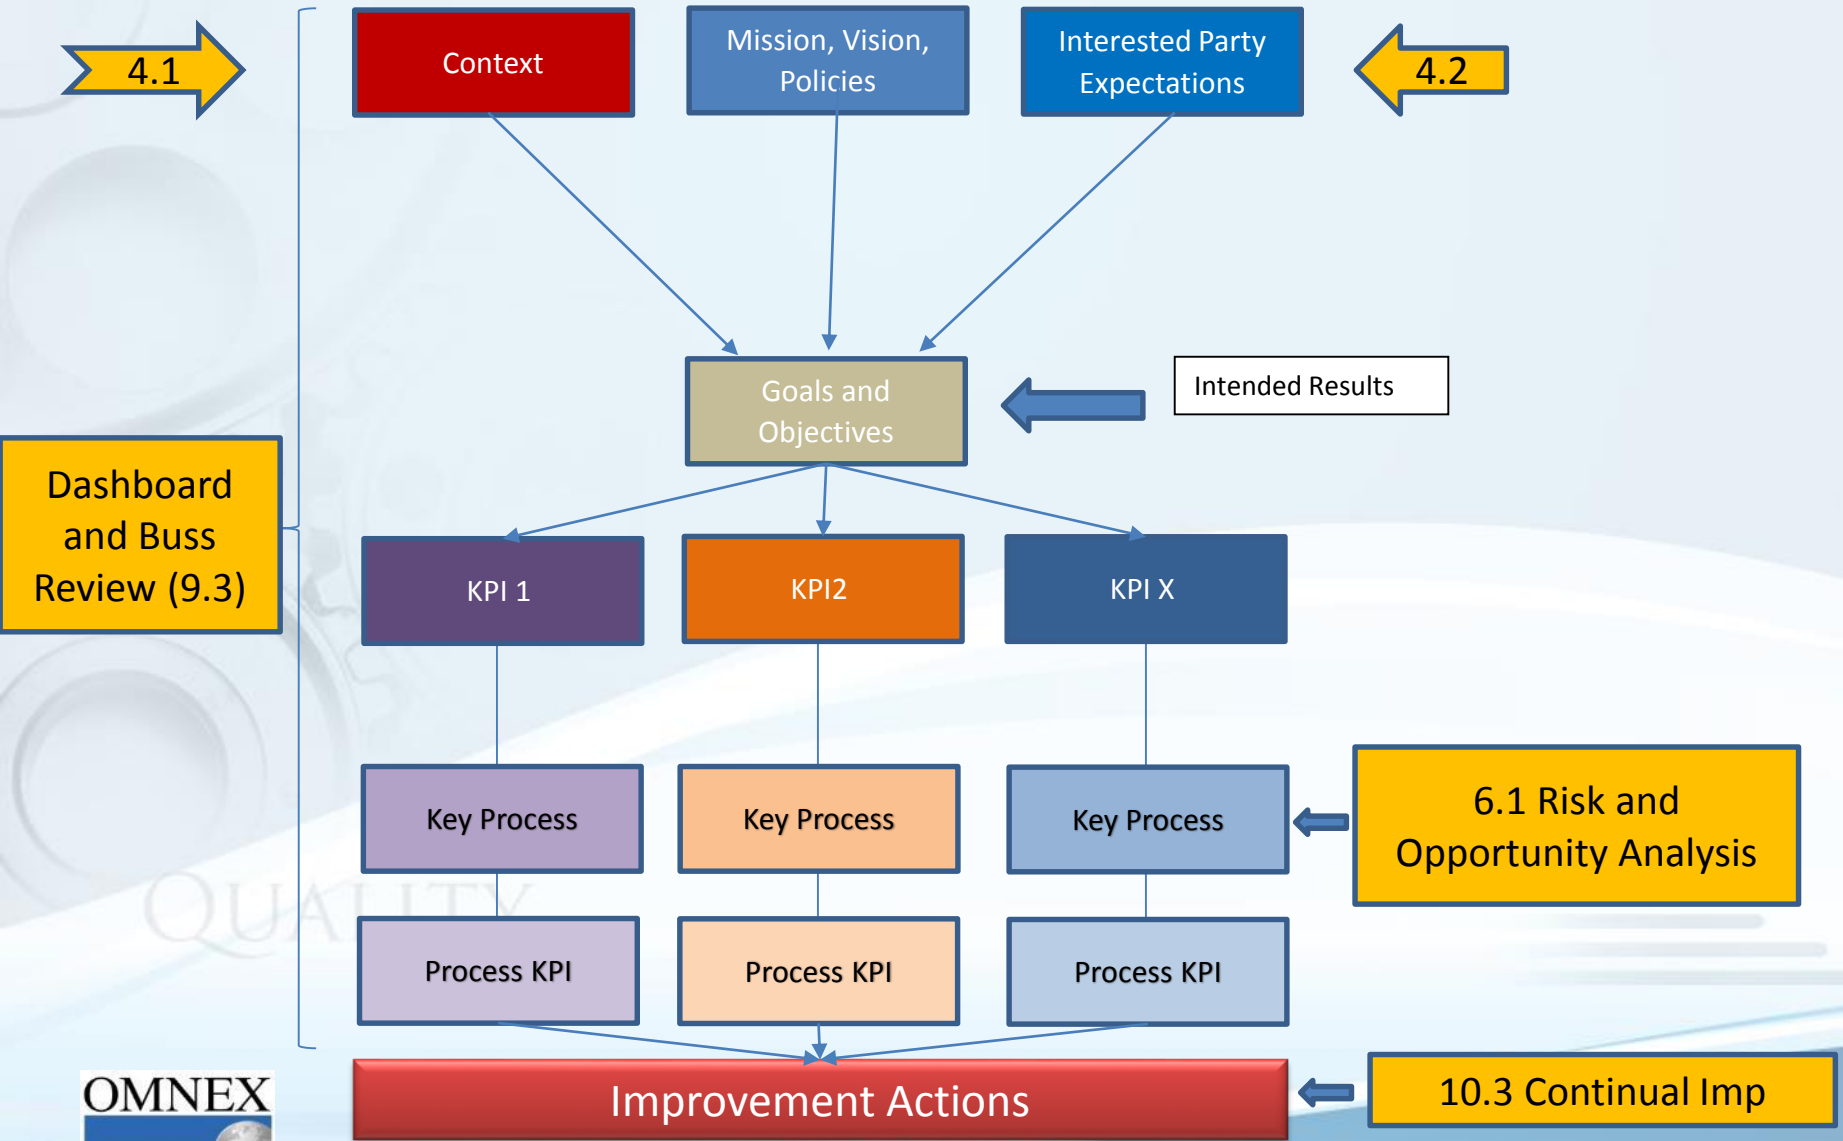 4.1
Context
Mission, Vision,
Policies
Interested Party
Expectations
4.2
Goals and
Objectives
Intended Results
Dashboard
and Buss
Review (9.3)
KPI 1
KPI2
KPI X
Key Process
Key Process
Key Process
6.1 Risk and
Opportunity Analysis
QUALITY
Process KPI
Process KPI
Process KPI
OMNEX
Improvement Actions
10.3 Continual Imp